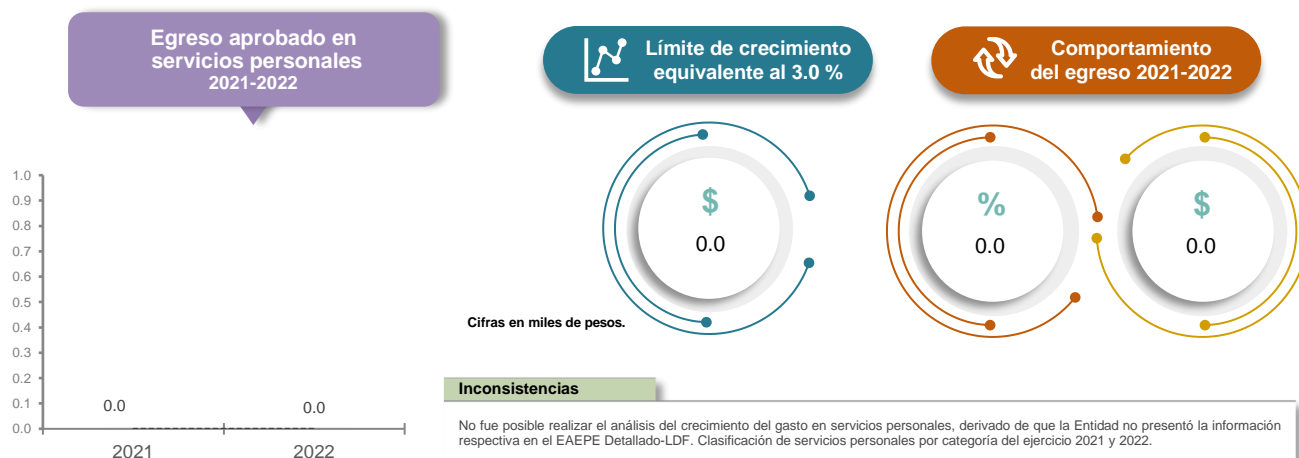 Egreso aprobado en
servicios personales
2021-2022
Límite de crecimiento
equivalente al 3.0 %
Comportamiento
del egreso 2021-2022
1.0
0.9
0.8
0.7
0.6
0.5
0.4
0.3
0.2
0.1
0.0
0.0
0.0
2021
2022
$
0.0
%
0.0
$
0.0
Cifras en miles de pesos.
Inconsistencias
No fue posible realizar el análisis del crecimiento del gasto en servicios personales, derivado de que la Entidad no presentó la información
respectiva en el EAEPE Detallado-LDF. Clasificación de servicios personales por categoría del ejercicio 2021 y 2022.